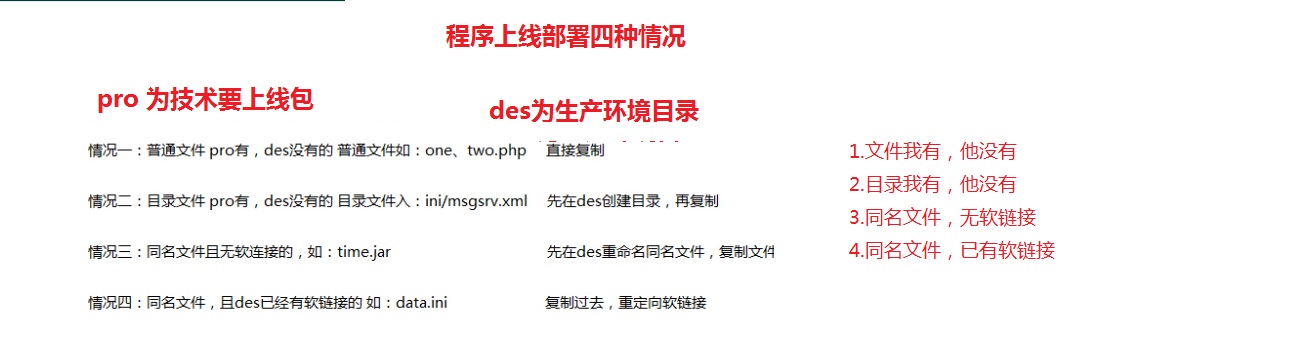 程序上线部署四种情况
pro 为技术要上线包
des为生产环境目录
情况一：普通文件 pro有，des没有的 普通文件如：one、two.php 直接复制
情况二：目录文件 pro有，des没有的 目录文件入：ini/msgsrv.xml 先在des创建目录，再复制
情况三：同名文件且无软连接的，如：time.jar 先在des重命名同名文件，复制文件
情况四：同名文件，且des已经有软链接的 如：data.ini 复制过去，重定向软链接
1.文件我有，他没有
2.目录我有，他没有
3.同名文件，无软链接
4.同名文件，已有软链接